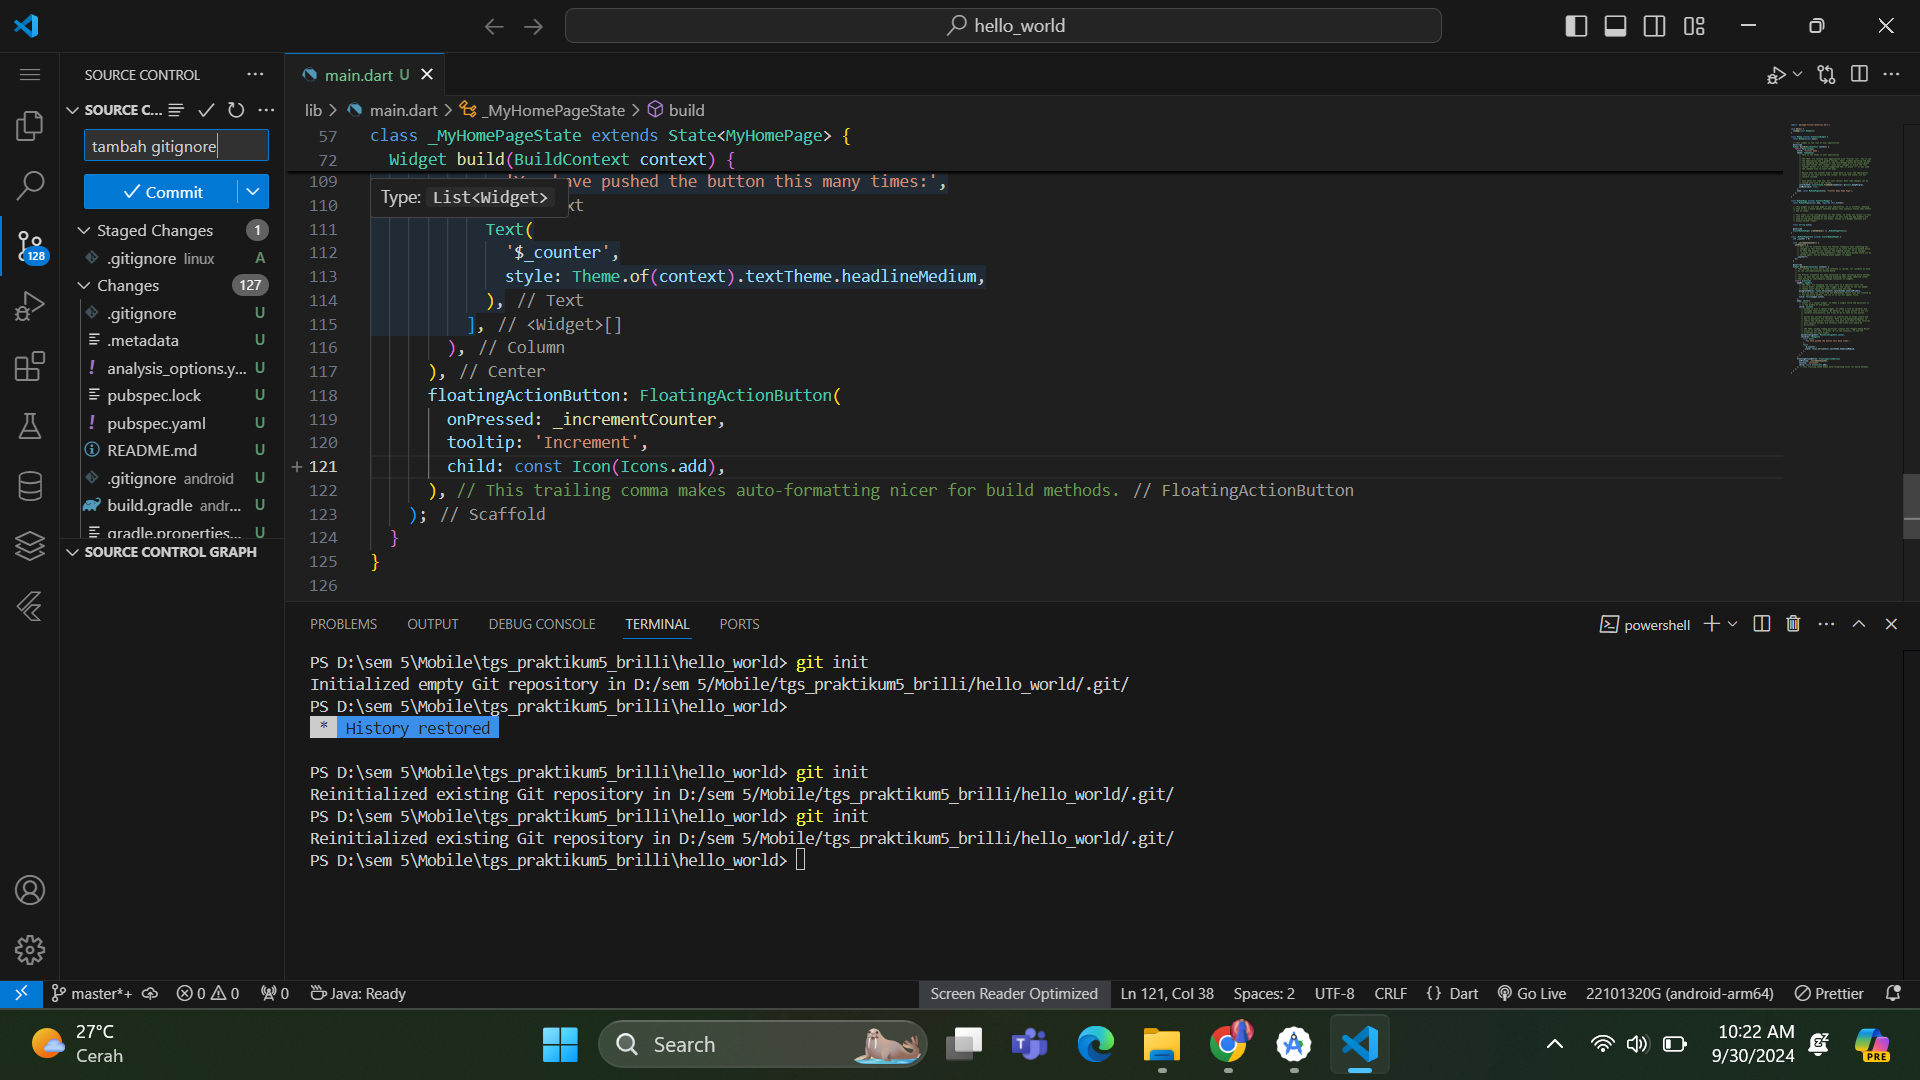 hello_world
SOURCE CONTROL
SOURCE C...
tambah gitignore
Commit
Staged Changes 1
.gitignore linux A
128
Changes 127
.gitignore U
.metadata U
analysis_options.y... U
pubspec.lock U
pubspec.yaml U
README.md U
.gitignore android U
build.gradle andr... U
gradle.properties... U
SOURCE CONTROL GRAPH
main.dart U
lib > main.dart > _MyHomePageState > build
57 class _MyHomePageState extends State<MyHomePage> {
72 Widget build(BuildContext context) {
109 have pushed the button this many times:',
Type: List<Widget>
110
111 Text(
112 '$_counter',
113 style: Theme.of(context).textTheme.headlineMedium,
114 ), // Text
115 ], // <Widget>[]
116 ), // Column
117 ), // Center
118 floatingActionButton: FloatingActionButton(
119 onPressed: _incrementCounter,
120 tooltip: 'Increment',
121 child: const Icon(Icons.add),
122 ), // This trailing comma makes auto-formatting nicer for build methods. // FloatingActionButton
123 ); // Scaffold
124 }
125 }
126
PROBLEMS OUTPUT DEBUG CONSOLE TERMINAL PORTS
powershell
PS D:\sem 5\Mobile\tgs_praktikum5_brilli\hello_world> git init
Initialized empty Git repository in D:/sem 5/Mobile/tgs_praktikum5_brilli/hello_world/.git/
PS D:\sem 5\Mobile\tgs_praktikum5_brilli\hello_world>
* History restored
PS D:\sem 5\Mobile\tgs_praktikum5_brilli\hello_world> git init
Reinitialized existing Git repository in D:/sem 5/Mobile/tgs_praktikum5_brilli/hello_world/.git/
PS D:\sem 5\Mobile\tgs_praktikum5_brilli\hello_world> git init
Reinitialized existing Git repository in D:/sem 5/Mobile/tgs_praktikum5_brilli/hello_world/.git/
PS D:\sem 5\Mobile\tgs_praktikum5_brilli\hello_world>
master*+ 0 0 0 Java: Ready Screen Reader Optimized Ln 121, Col 38 Spaces: 2 UTF-8 CRLF {} Dart Go Live 22101320G (android-arm64) Prettier
27°C
Cerah
Search
10:22 AM
9/30/2024
PRE